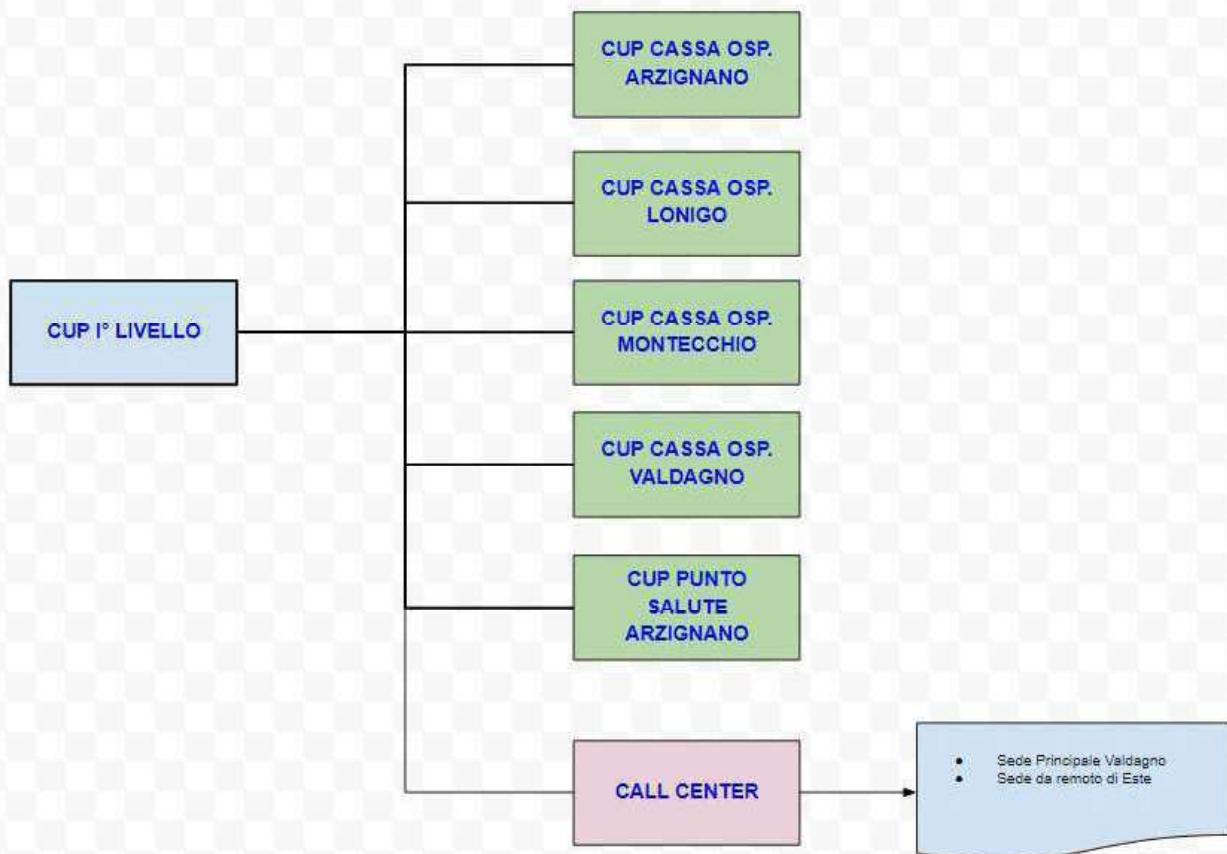 CUP CASSA OSP.
ARZIGNANO
CUP CASSA OSP.
LONIGO
CUP I° LIVELLO
CUP CASSA OSP.
MONTECCHIO
CUP CASSA OSP.
VALDAGNO
CUP PUNTO
SALUTE
ARZIGNANO
CALL CENTER
● Sede Principale Valdagno
● Sede da remoto di Este